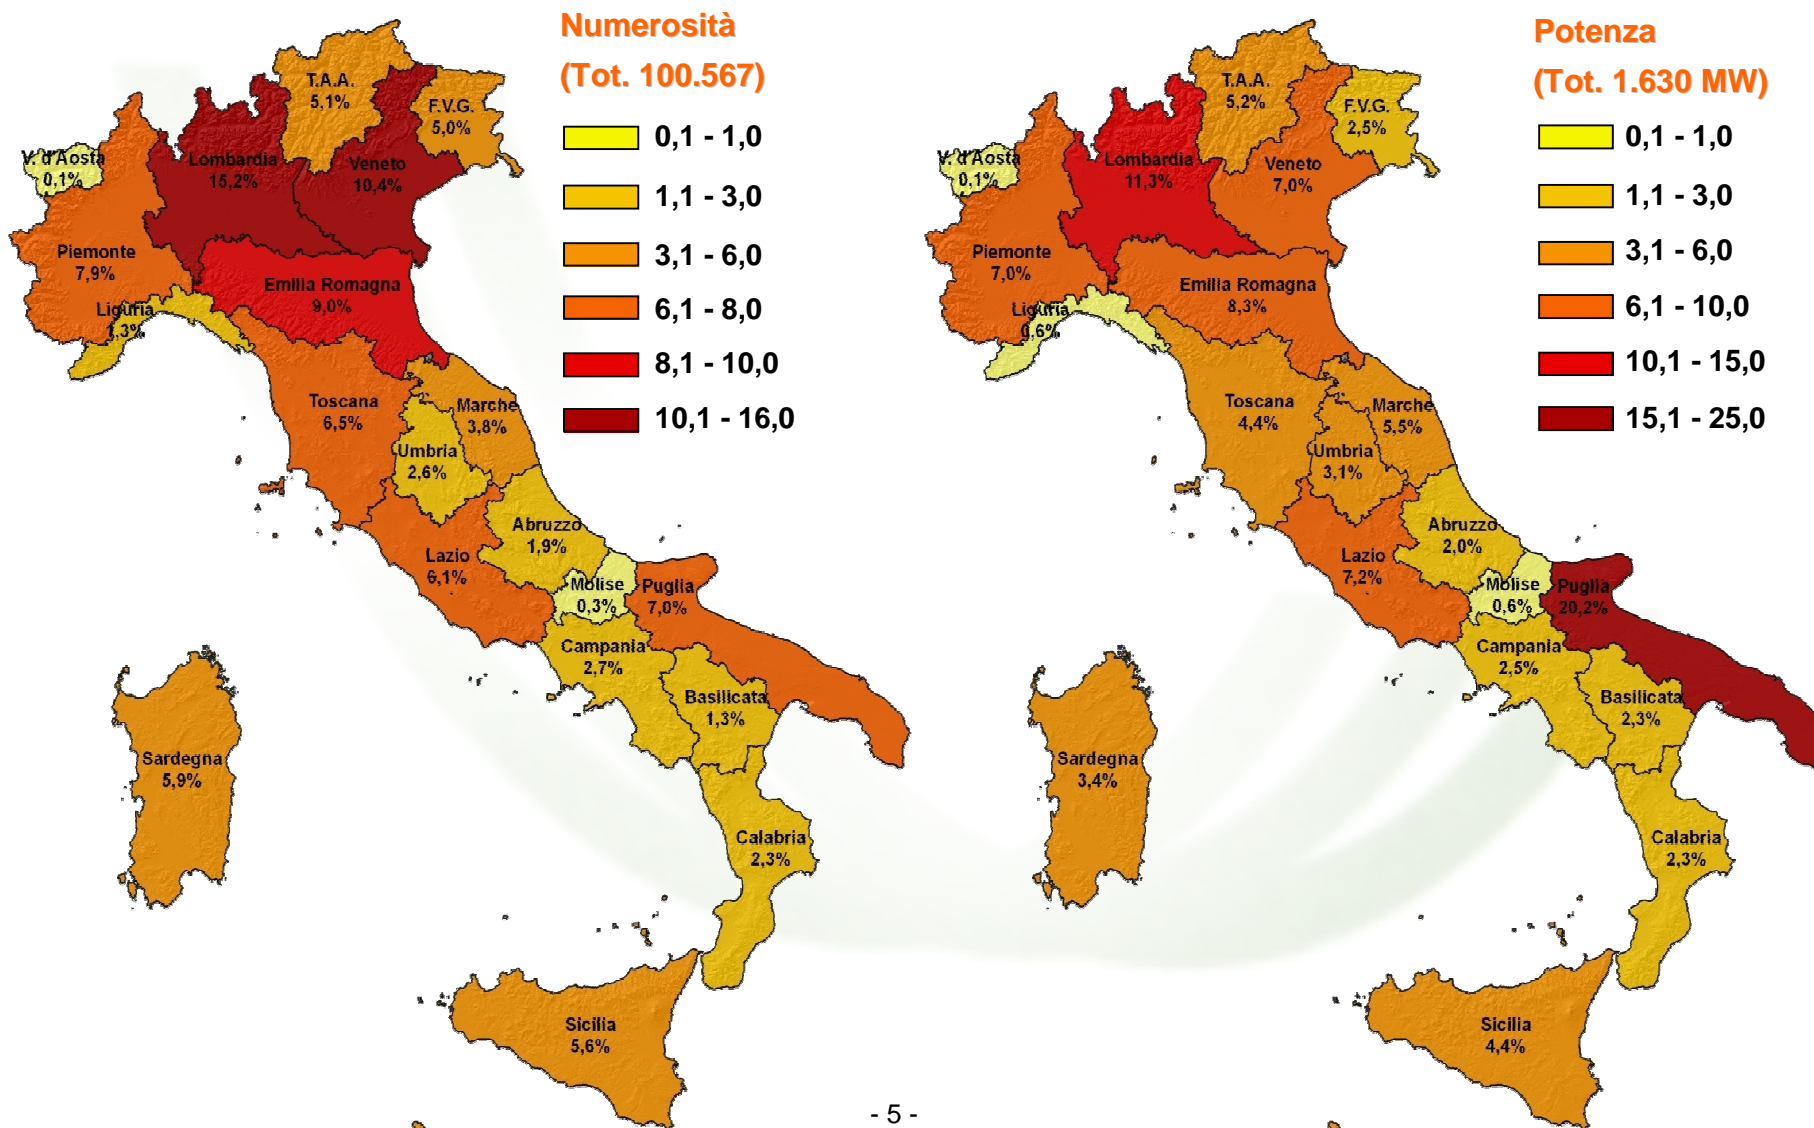 Numerosità
(Tot. 100.567)
0,1 - 1,0
1,1 - 3,0
3,1 - 6,0
6,1 - 8,0
8,1 - 10,0
10,1 - 16,0
T.A.A.
5,1%
F.V.G.
5,0%
V. d'Aosta
0,1%
Lombardia
15,2%
Veneto
10,4%
Piemonte
7,9%
Emilia Romagna
9,0%
Liguria
1,3%
Toscana
6,5%
Marche
3,8%
Umbria
2,6%
Abruzzo
1,9%
Lazio
6,1%
Molise
0,3%
Puglia
7,0%
Campania
2,7%
Basilicata
1,3%
Sardegna
5,9%
Calabria
2,3%
Sicilia
5,6%
Potenza
(Tot. 1.630 MW)
0,1 - 1,0
1,1 - 3,0
3,1 - 6,0
6,1 - 10,0
10,1 - 15,0
15,1 - 25,0
T.A.A.
5,2%
F.V.G.
2,5%
V. d'Aosta
0,1%
Lombardia
11,3%
Veneto
7,0%
Piemonte
7,0%
Emilia Romagna
8,3%
Liguria
0,6%
Toscana
4,4%
Marche
5,5%
Umbria
3,1%
Abruzzo
2,0%
Lazio
7,2%
Molise
0,6%
Puglia
20,2%
Campania
2,5%
Basilicata
2,3%
Sardegna
3,4%
Calabria
2,3%
Sicilia
4,4%
- 5 -